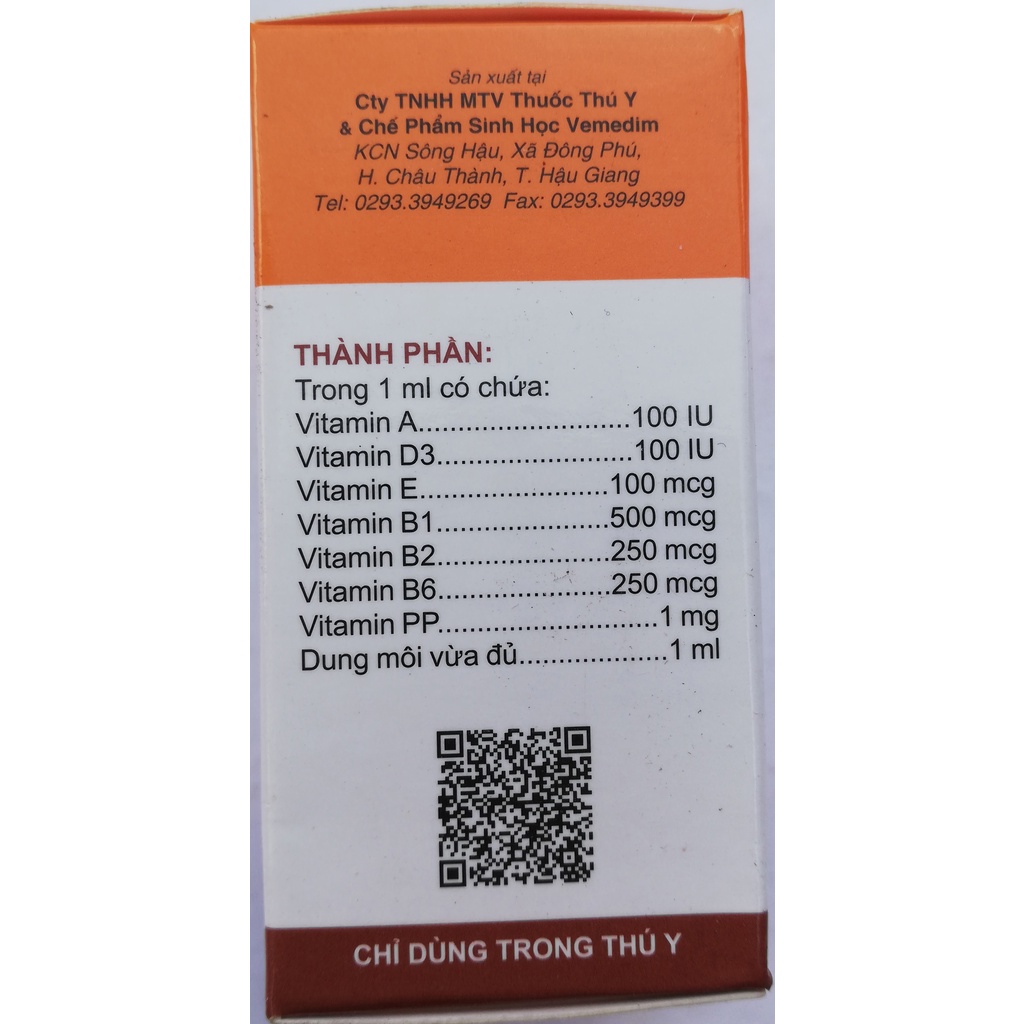 Sản xuất tại
Cty TNHH MTV Thuốc Thú Y
& Chế Phẩm Sinh Học Vemedim
KCN Sông Hậu, Xã Đông Phú,
H. Châu Thành, T. Hậu Giang
Tel: 0293.3949269 Fax: 0293.3949399
THÀNH PHẦN:
Trong 1 ml có chứa:
Vitamin A..........................100 IU
Vitamin D3........................100 IU
Vitamin E.......................100 mcg
Vitamin B1.....................500 mcg
Vitamin B2.....................250 mcg
Vitamin B6.....................250 mcg
Vitamin PP...........................1 mg
Dung môi vừa đủ..................1 ml
CHỈ DÙNG TRONG THÚ Y